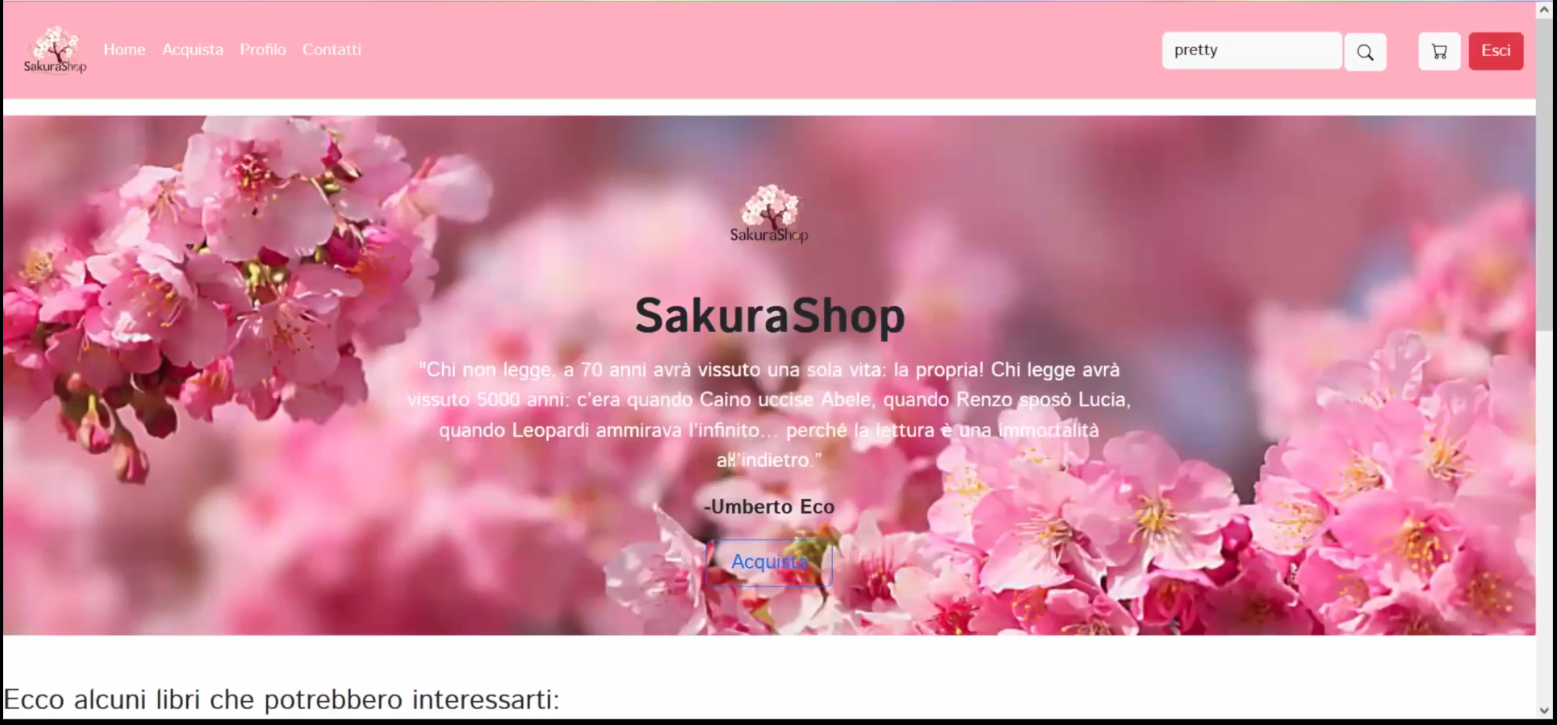 SakuraShop
Home Acquista Profilo Contatti
pretty
Esci
SakuraShop
SakuraShop
"Chi non legge, a 70 anni avrà vissuto una sola vita: la propria! Chi legge avrà
vissuto 5000 anni: c'era quando Caino uccise Abele, quando Renzo sposò Lucia,
quando Leopardi ammirava l'infinito... perché la lettura è una immortalità
all'indietro.”
-Umberto Eco
Acquista
Ecco alcuni libri che potrebbero interessarti: